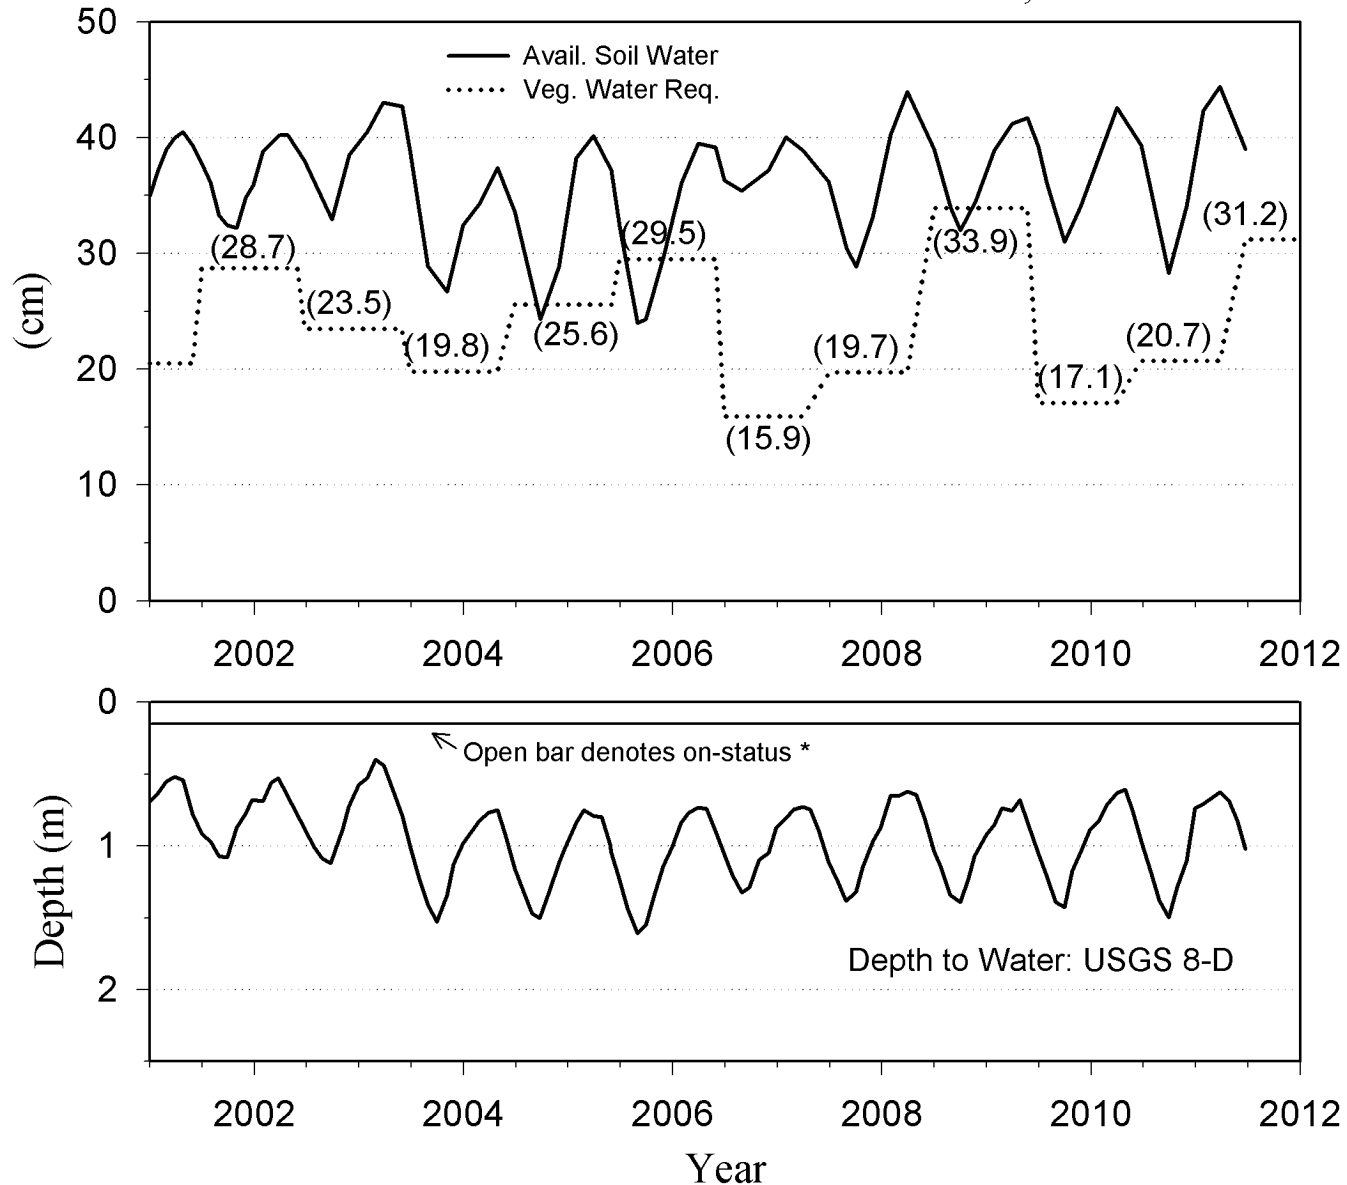 50
Avail. Soil Water
Veg. Water Req.
40
30
20
10
0
(cm)
(28.7)
(23.5)
(19.8)
(25.6)
(29.5)
(15.9)
(19.7)
(33.9)
(17.1)
(20.7)
(31.2)
2002 2004 2006 2008 2010 2012
0
1
2
Depth (m)
Open bar denotes on-status *
Depth to Water: USGS 8-D
2002 2004 2006 2008 2010 2012
Year